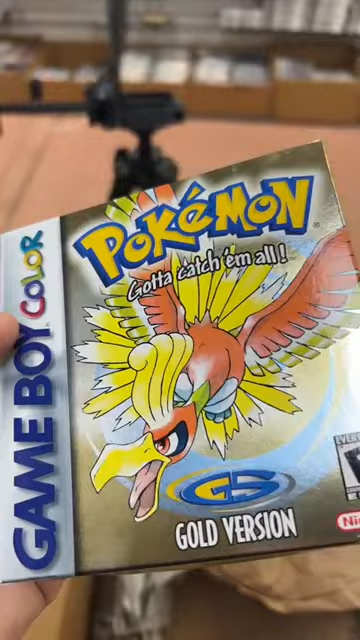 POKéMON
Gotta catch 'em all!
GAME BOY COLOR
GS
GOLD VERSION